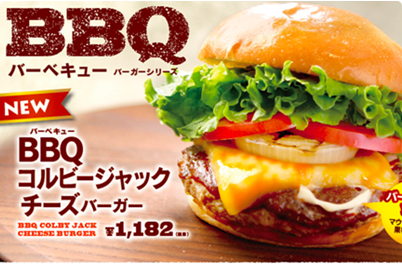 BBQ
バーベキュー バーガーシリーズ
NEW
バーベキュー
BBQ
コルビージャック
チーズバーガー
BBQ COLBY JACK
CHEESE BURGER
¥1,182